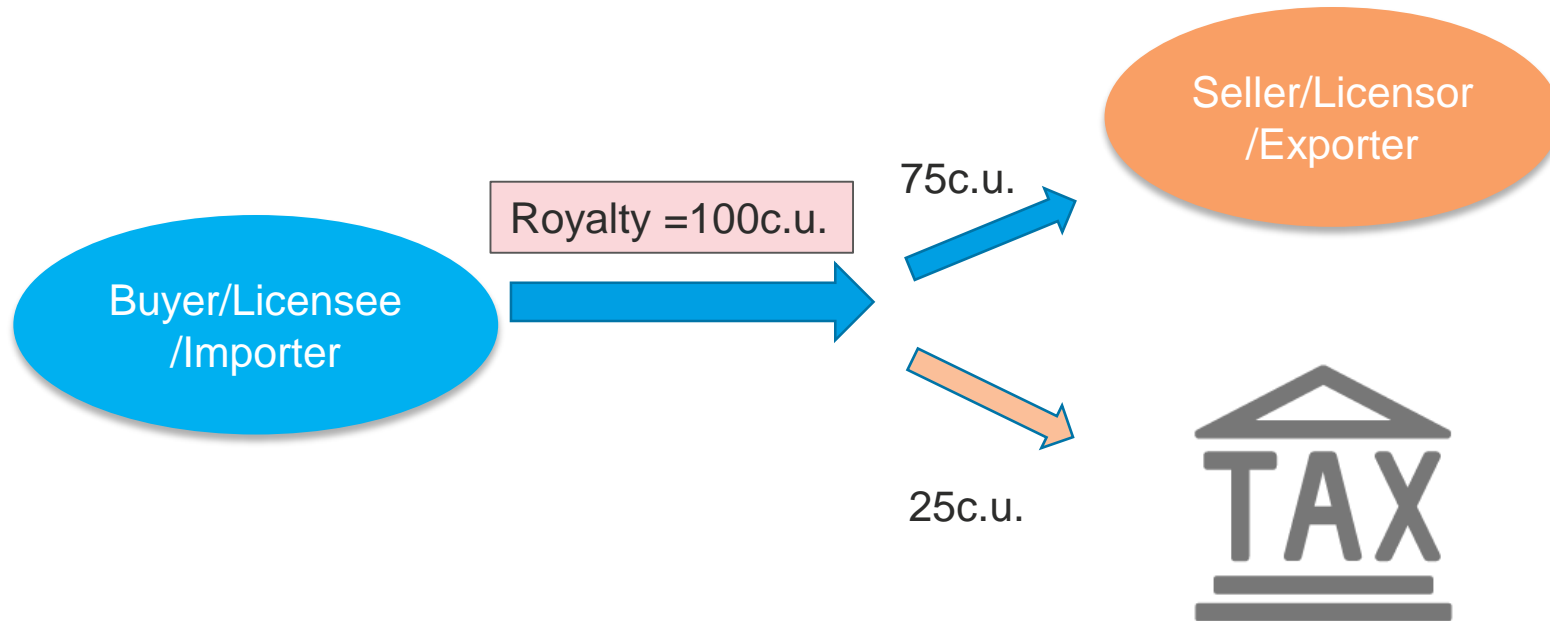 Seller/Licensor
/Exporter
75c.u.
Royalty =100c.u.
Buyer/Licensee
/Importer
25c.u.
TAX